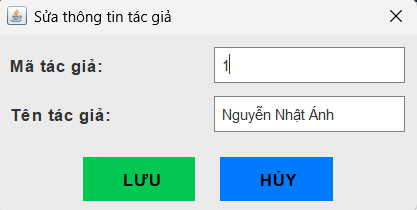 Sửa thông tin tác giả
Mã tác giả: 1
Tên tác giả: Nguyễn Nhật Ánh
LƯU HỦY